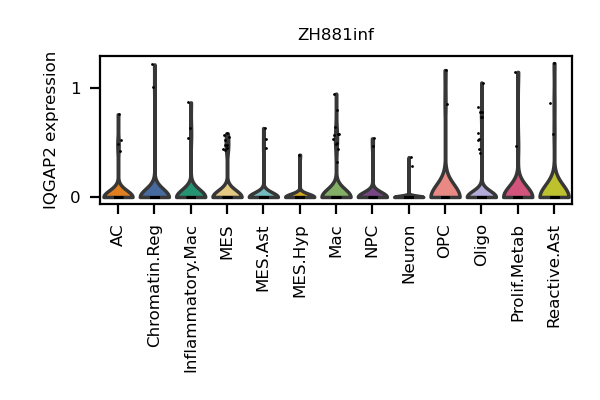 ZH881inf
IQGAP2 expression
1
0
AC
Chromatin.Reg
Inflammatory.Mac
MES
MES.Ast
MES.Hyp
Mac
NPC
Neuron
OPC
Oligo
Prolif.Metab
Reactive.Ast